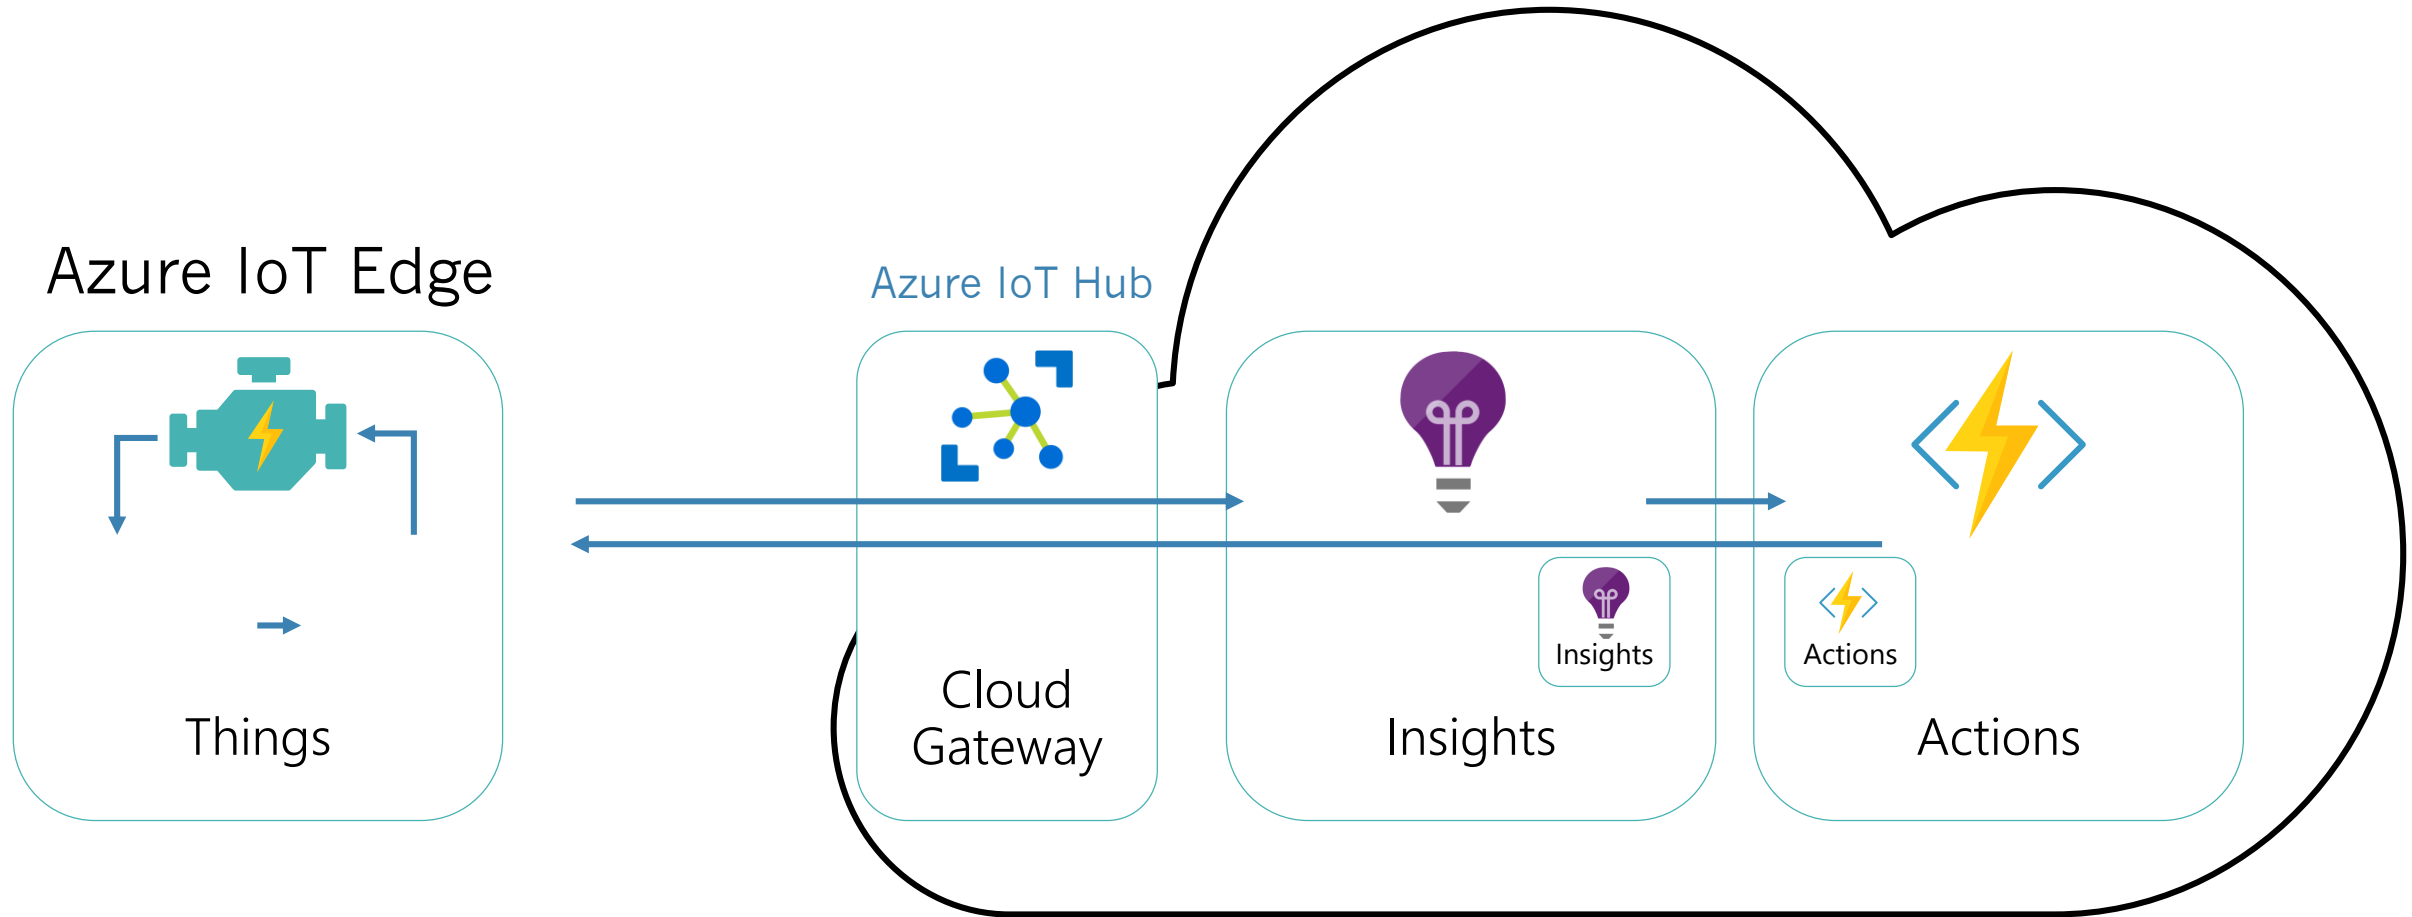 Azure IoT Edge
Azure IoT Hub
Things
Cloud
Gateway
Insights
Insights
Actions
Actions